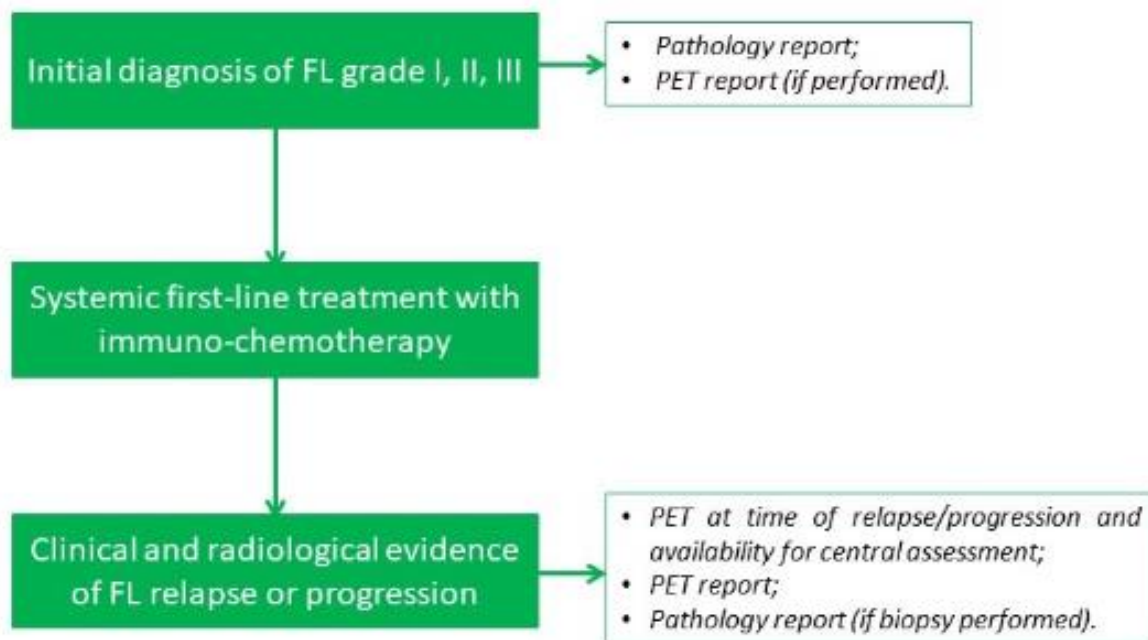 Initial diagnosis of FL grade I, II, III
• Pathology report;
• PET report (if performed).
Systemic first-line treatment with
immuno-chemotherapy
Clinical and radiological evidence
of FL relapse or progression
• PET at time of relapse/progression and
availability for central assessment;
• PET report;
• Pathology report (if biopsy performed).